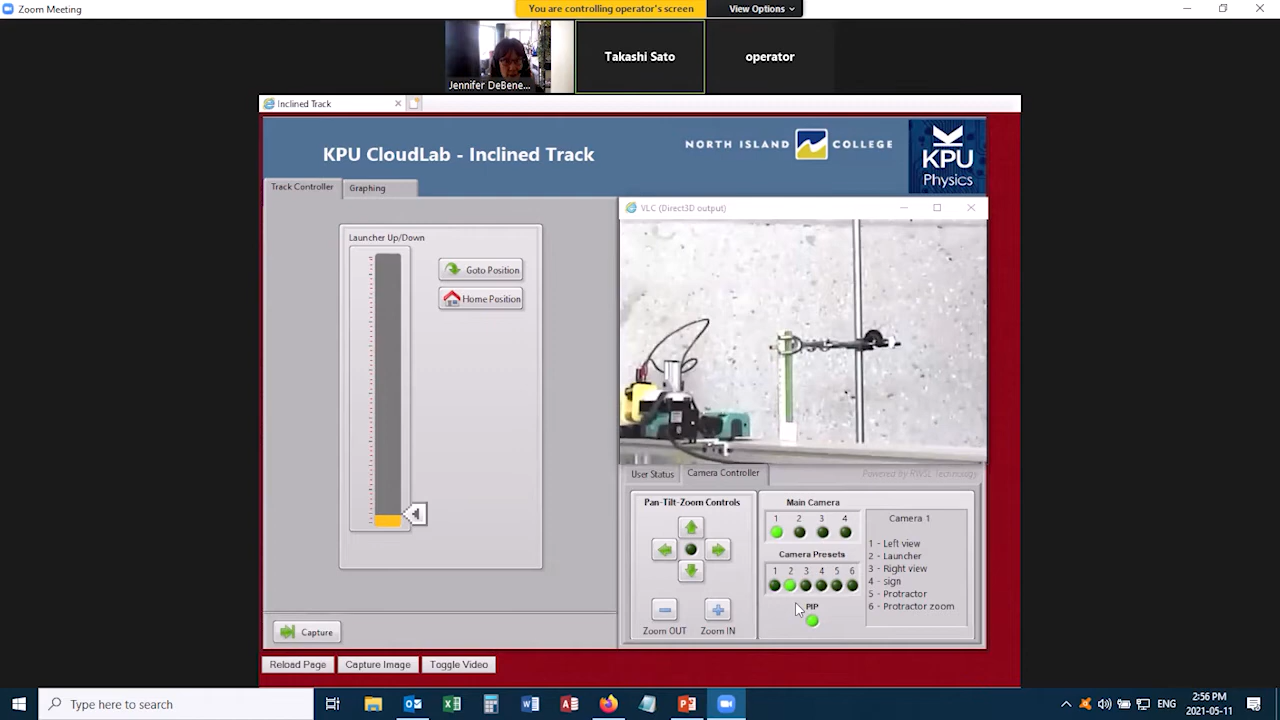 Zoom Meeting
You are controlling operator's screen
View Options
Jennifer DeBene...
Takashi Sato
operator
Inclined Track
KPU CloudLab - Inclined Track
NORTH ISLAND COLLEGE
KPU
Physics
Track Controller
Graphing
VLC (Direct3D output)
Launcher Up/Down
Goto Position
Home Position
User Status
Camera Controller
Powered by RWSL Technology
Pan-Tilt-Zoom Controls
Zoom OUT
Zoom IN
Main Camera
1 2 3 4
Camera Presets
1 2 3 4 5 6
PIP
Camera 1
1 - Left view
2 - Launcher
3 - Right view
4 - sign
5 - Protractor
6 - Protractor zoom
Capture
Reload Page
Capture Image
Toggle Video
Type here to search
ENG
2:56 PM
2021-05-11